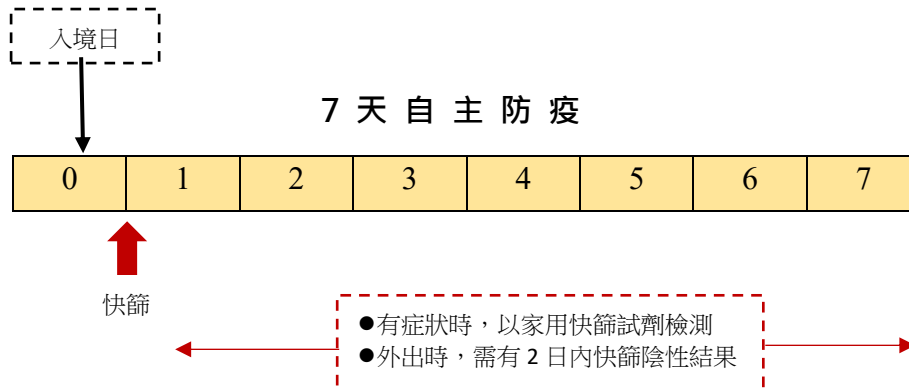 入境日
7 天 自 主 防 疫
0 1 2 3 4 5 6 7
快篩
●有症狀時，以家用快篩試劑檢測
●外出時，需有 2 日內快篩陰性結果